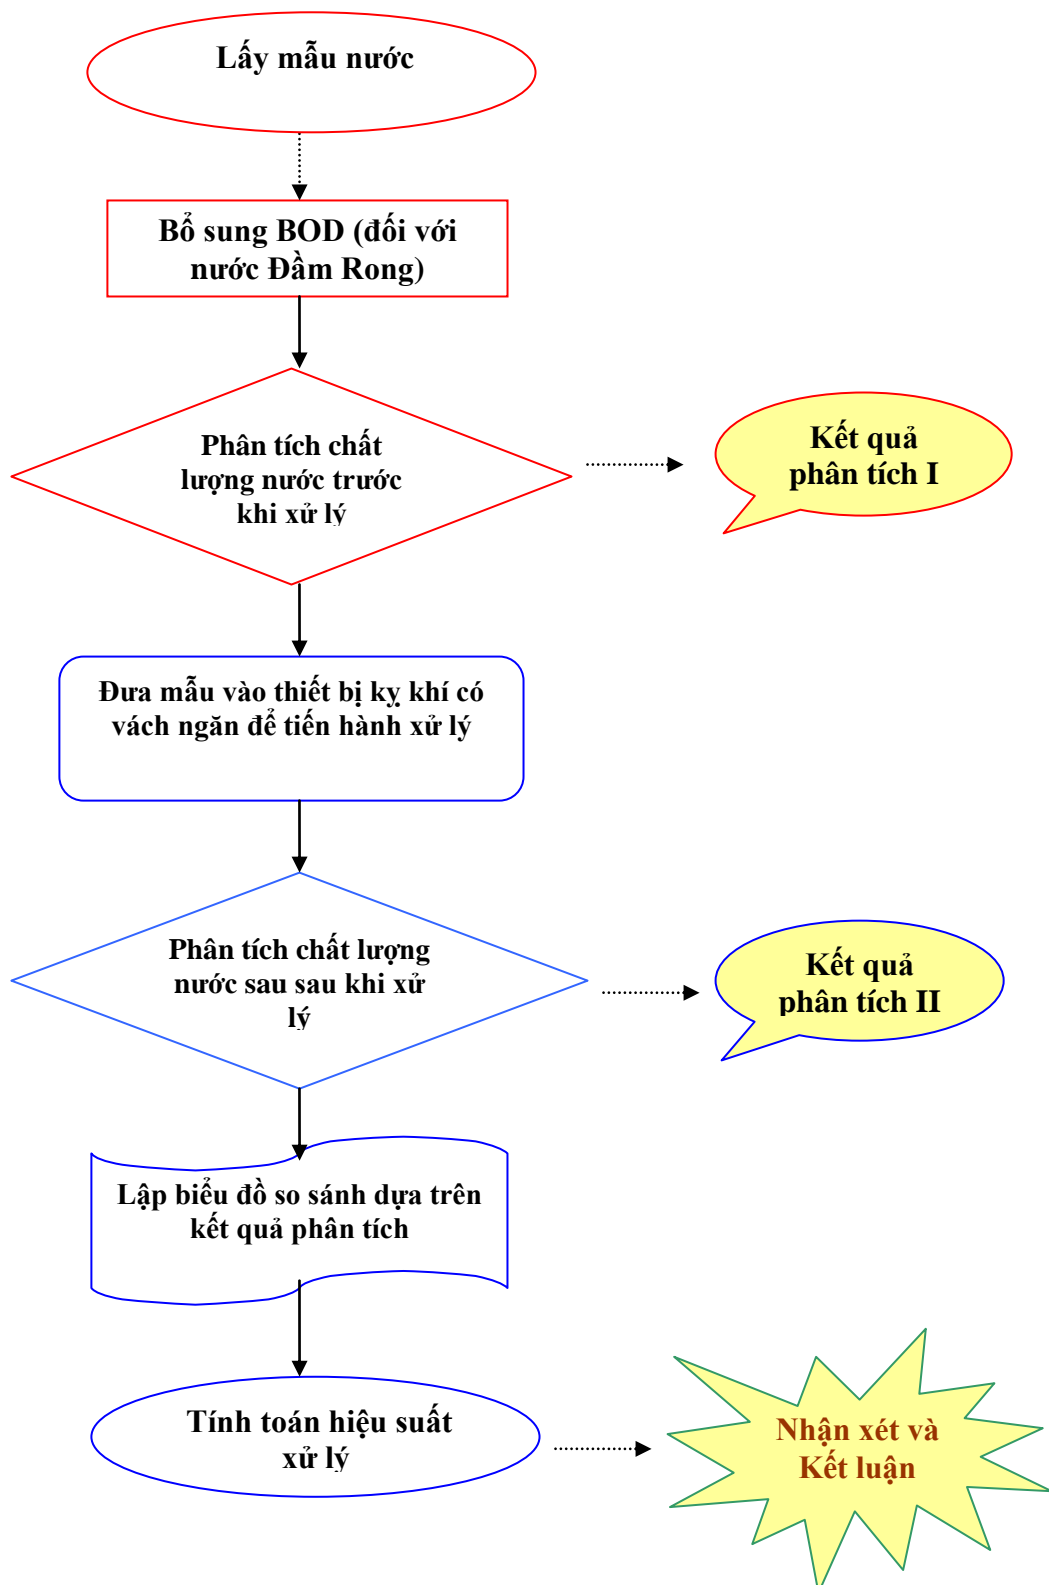 Lấy mẫu nước
Bổ sung BOD (đối với
nước Đầm Rong)
Phân tích chất
lượng nước trước
khi xử lý
Kết quả
phân tích I
Đưa mẫu vào thiết bị kỵ khí có
vách ngăn để tiến hành xử lý
Phân tích chất lượng
nước sau sau khi xử
lý
Kết quả
phân tích II
Lập biểu đồ so sánh dựa trên
kết quả phân tích
Tính toán hiệu suất
xử lý
Nhận xét và
Kết luận